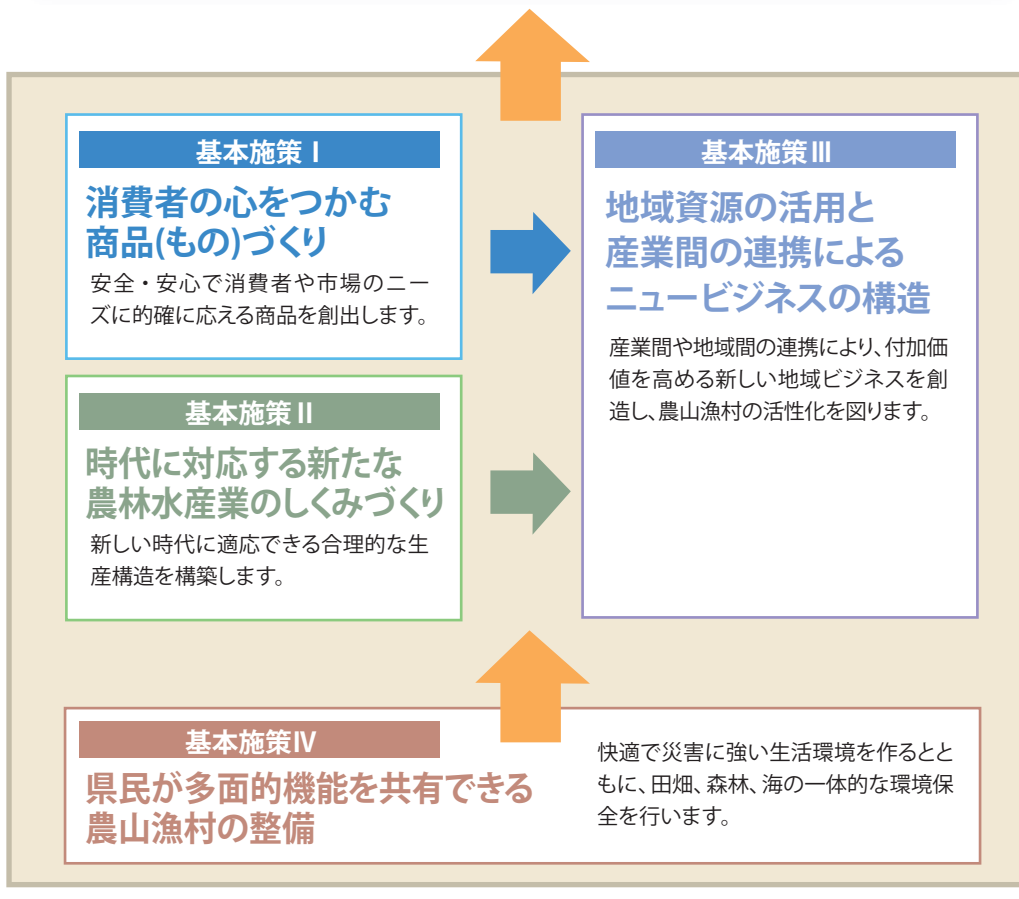 基本施策Ⅰ
消費者の心をつかむ
商品(もの)づくり
安全・安心で消費者や市場のニー
ズに的確に応える商品を創出します。
基本施策Ⅱ
時代に対応する新たな
農林水産業のしくみづくり
新しい時代に適応できる合理的な生
産構造を構築します。
基本施策Ⅲ
地域資源の活用と
産業間の連携による
ニュービジネスの構造
産業間や地域間の連携により、付加価
値を高める新しい地域ビジネスを創
造し、農山漁村の活性化を図ります。
基本施策Ⅳ
県民が多面的機能を共有できる
農山漁村の整備
快適で災害に強い生活環境を作るとと
もに、田畑、森林、海の一体的な環境保
全を行います。